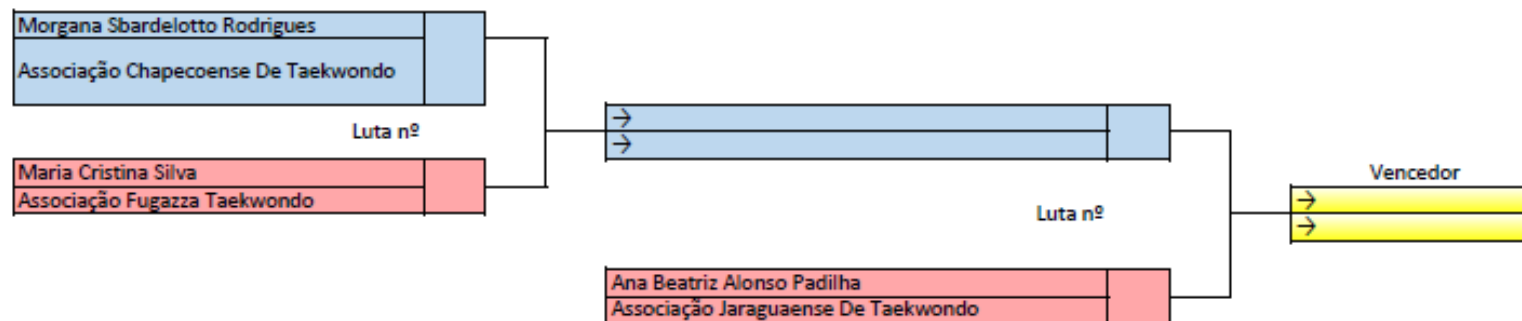 Morgana Sbardelotto Rodrigues
Associação Chapecoense De Taekwondo
Luta nº
Maria Cristina Silva
Associação Fugazza Taekwondo
→
→
Luta nº
Ana Beatriz Alonso Padilha
Associação Jaraguaense De Taekwondo
Vencedor
→
→